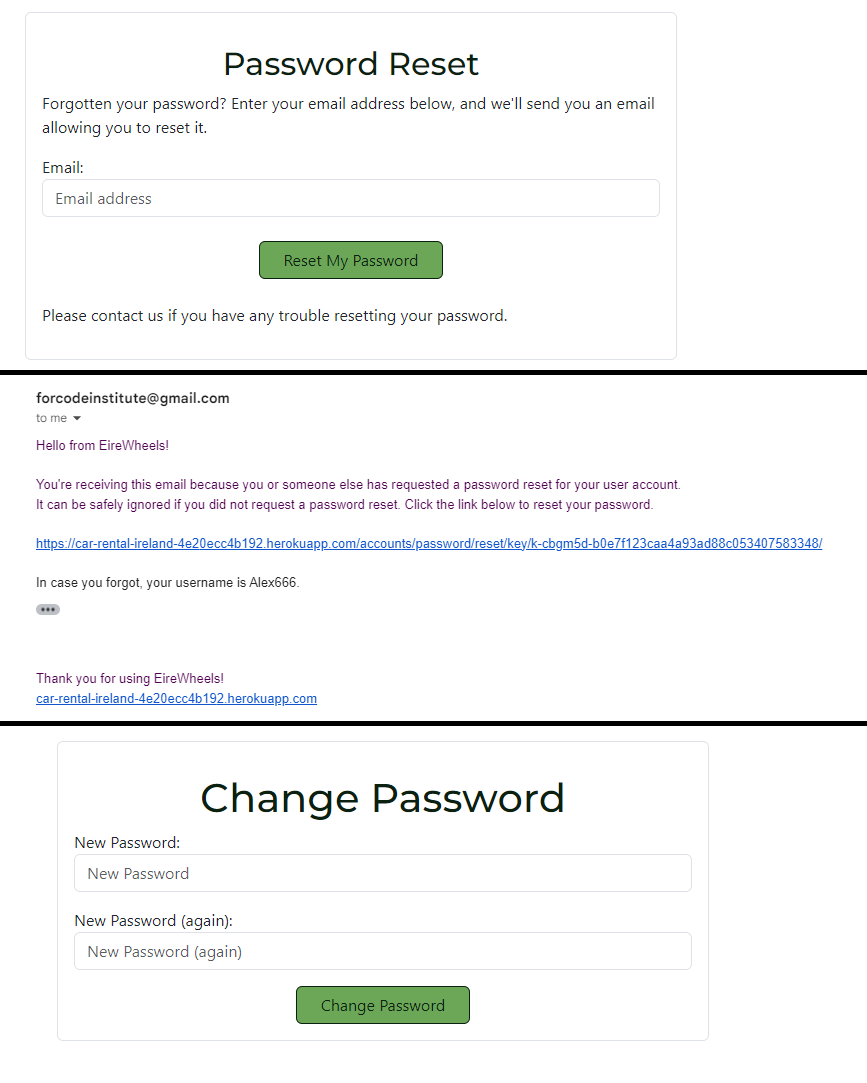 Password Reset
Forgotten your password? Enter your email address below, and we'll send you an email
allowing you to reset it.
Email:
Email address
Reset My Password
Please contact us if you have any trouble resetting your password.
forcodeinstitute@gmail.com
to me
Hello from EireWheels!
You're receiving this email because you or someone else has requested a password reset for your user account.
It can be safely ignored if you did not request a password reset. Click the link below to reset your password.
https://car-rental-ireland-4e20ecc4b192.herokuapp.com/accounts/password/reset/key/k-cbgm5d-b0e7f123caa4a93ad88c053407583348/
In case you forgot, your username is Alex666.
Thank you for using EireWheels!
car-rental-ireland-4e20ecc4b192.herokuapp.com
Change Password
New Password:
New Password
New Password (again):
New Password (again)
Change Password